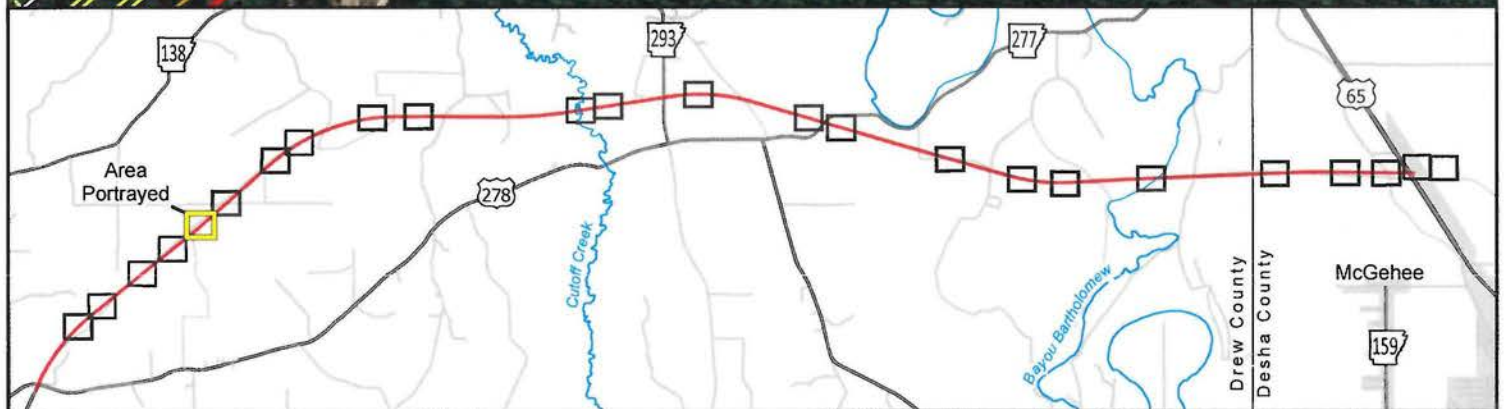 138
293
277
65
Area
Portrayed
278
Cutoff Creek
Bayou Bartholomew
Drew County
Desha County
McGehee
159